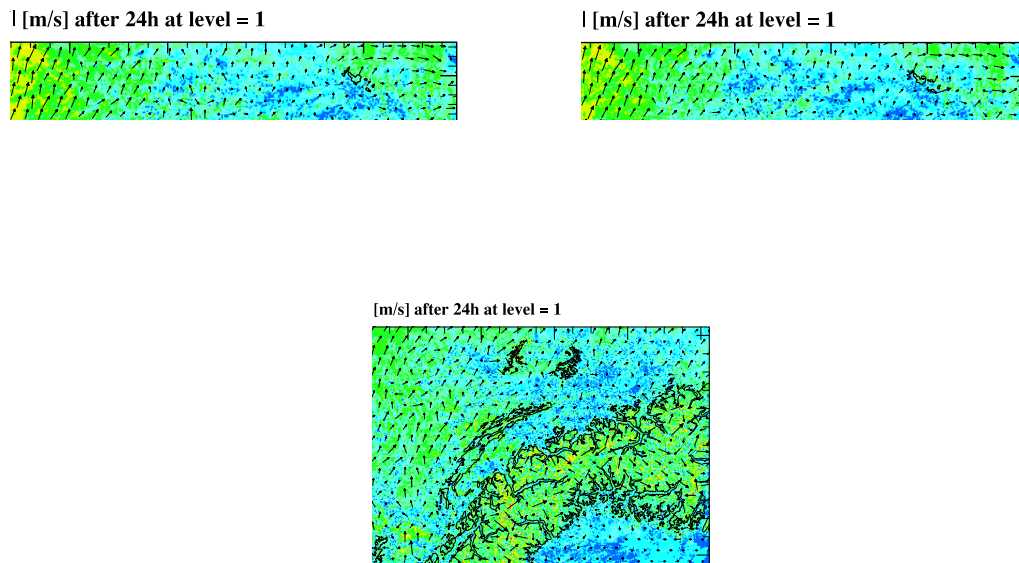 [m/s] after 24h at level = 1
[m/s] after 24h at level = 1
[m/s] after 24h at level = 1